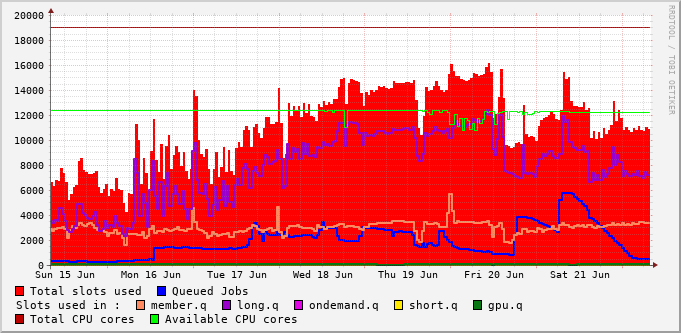 20000
18000
16000
14000
12000
10000
8000
6000
4000
2000
0
Sun 15 Jun Mon 16 Jun Tue 17 Jun Wed 18 Jun Thu 19 Jun Fri 20 Jun Sat 21 Jun
Total slots used Queued Jobs
Slots used in : member.q long.q ondemand.q short.q gpu.q
Total CPU cores Available CPU cores
RRDTOOL / TOBI OETIKER